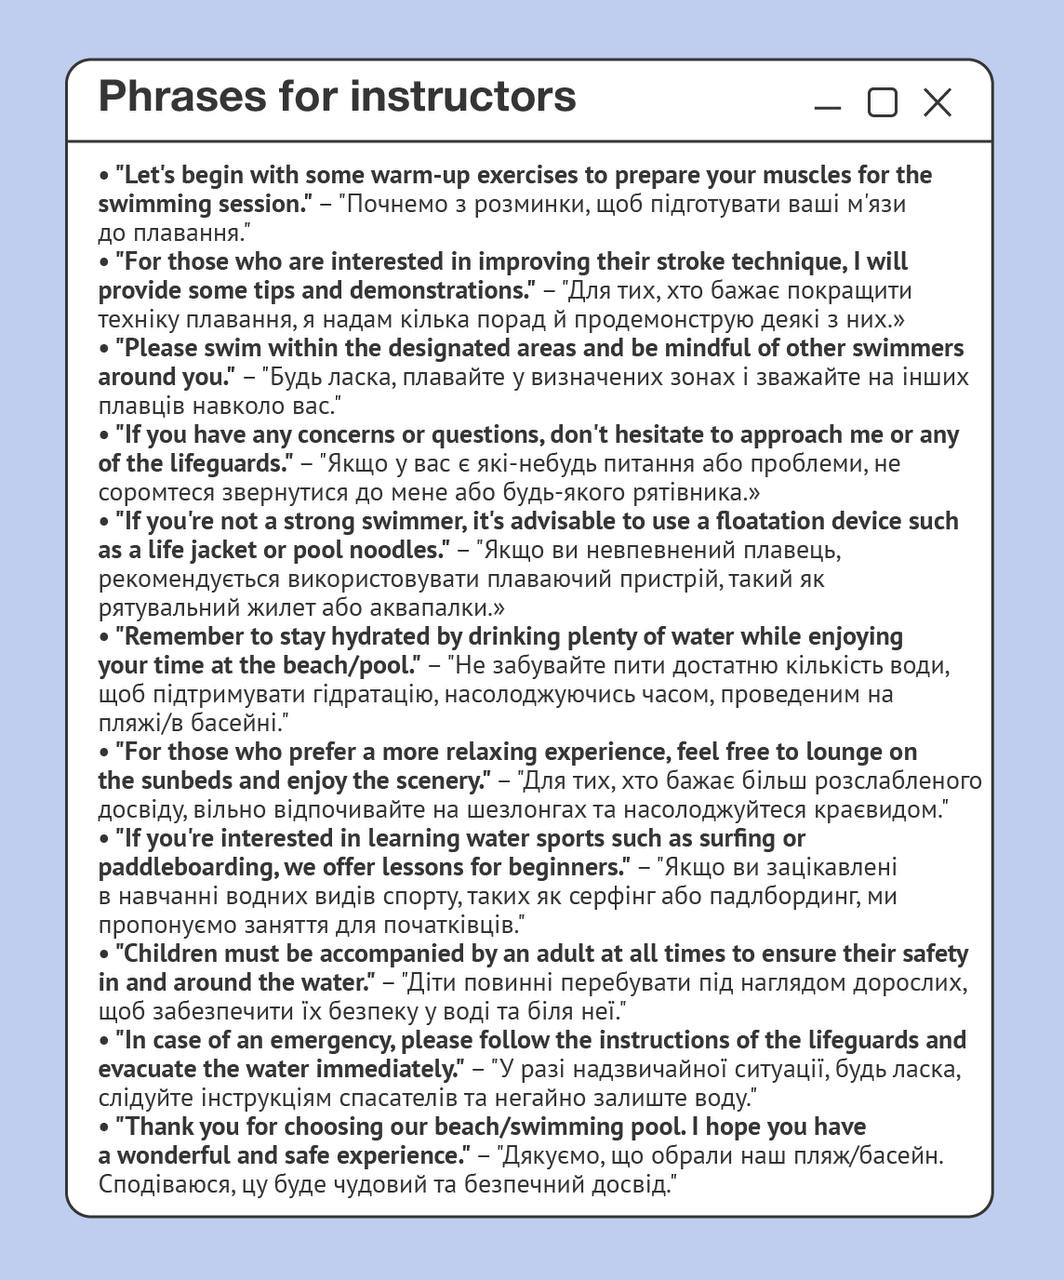 Phrases for instructors
• "Let's begin with some warm-up exercises to prepare your muscles for the
swimming session." – "Почнемо з розминки, щоб підготувати ваші м'язи
до плавання."
• "For those who are interested in improving their stroke technique, I will
provide some tips and demonstrations." – "Для тих, хто бажає покращити
техніку плавання, я надам кілька порад й продемонструю деякі з них.»
• "Please swim within the designated areas and be mindful of other swimmers
around you." – "Будь ласка, плавайте у визначених зонах і зважайте на інших
плавців навколо вас."
• "If you have any concerns or questions, don't hesitate to approach me or any
of the lifeguards." – "Якщо у вас є які-небудь питання або проблеми, не
соромтеся звернутися до мене або будь-якого рятівника.»
• "If you're not a strong swimmer, it's advisable to use a floatation device such
as a life jacket or pool noodles." – "Якщо ви невпевнений плавець,
рекомендується використовувати плаваючий пристрій, такий як
рятувальний жилет або аквапалки.»
• "Remember to stay hydrated by drinking plenty of water while enjoying
your time at the beach/pool." – "Не забувайте пити достатню кількість води,
щоб підтримувати гідратацію, насолоджуючись часом, проведеним на
пляжі/в басейні."
• "For those who prefer a more relaxing experience, feel free to lounge on
the sunbeds and enjoy the scenery." – "Для тих, хто бажає більш розслабленого
досвіду, вільно відпочивайте на шезлонгах та насолоджуйтеся краєвидом."
• "If you're interested in learning water sports such as surfing or
paddleboarding, we offer lessons for beginners." – "Якщо ви зацікавлені
в навчанні водних видів спорту, таких як серфінг або падлбординг, ми
пропонуємо заняття для початківців."
• "Children must be accompanied by an adult at all times to ensure their safety
in and around the water." – "Діти повинні перебувати під наглядом дорослих,
щоб забезпечити їх безпеку у воді та біля неї."
• "In case of an emergency, please follow the instructions of the lifeguards and
evacuate the water immediately." – "У разі надзвичайної ситуації, будь ласка,
слідуйте інструкціям спасателів та негайно залиште воду."
• "Thank you for choosing our beach/swimming pool. I hope you have
a wonderful and safe experience." – "Дякуємо, що обрали наш пляж/басейн.
Сподіваюся, цу буде чудовий та безпечний досвід."